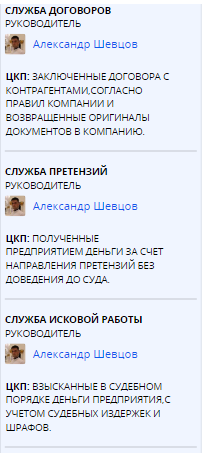 СЛУЖБА ДОГОВОРОВ
РУКОВОДИТЕЛЬ
Александр Шевцов
ЦКП: ЗАКЛЮЧЕННЫЕ ДОГОВОРА С
КОНТРАГЕНТАМИ,СОГЛАСНО
ПРАВИЛ КОМПАНИИ И
ВОЗВРАЩЕННЫЕ ОРИГИНАЛЫ
ДОКУМЕНТОВ В КОМПАНИЮ.
СЛУЖБА ПРЕТЕНЗИЙ
РУКОВОДИТЕЛЬ
Александр Шевцов
ЦКП: ПОЛУЧЕННЫЕ
ПРЕДПРИЯТИЕМ ДЕНЬГИ ЗА СЧЕТ
НАПРАВЛЕНИЯ ПРЕТЕНЗИЙ БЕЗ
ДОВЕДЕНИЯ ДО СУДА.
СЛУЖБА ИСКОВОЙ РАБОТЫ
РУКОВОДИТЕЛЬ
Александр Шевцов
ЦКП: ВЗЫСКАННЫЕ В СУДЕБНОМ
ПОРЯДКЕ ДЕНЬГИ ПРЕДПРИЯТИЯ,С
УЧЕТОМ СУДЕБНЫХ ИЗДЕРЖЕК И
ШРАФОВ.